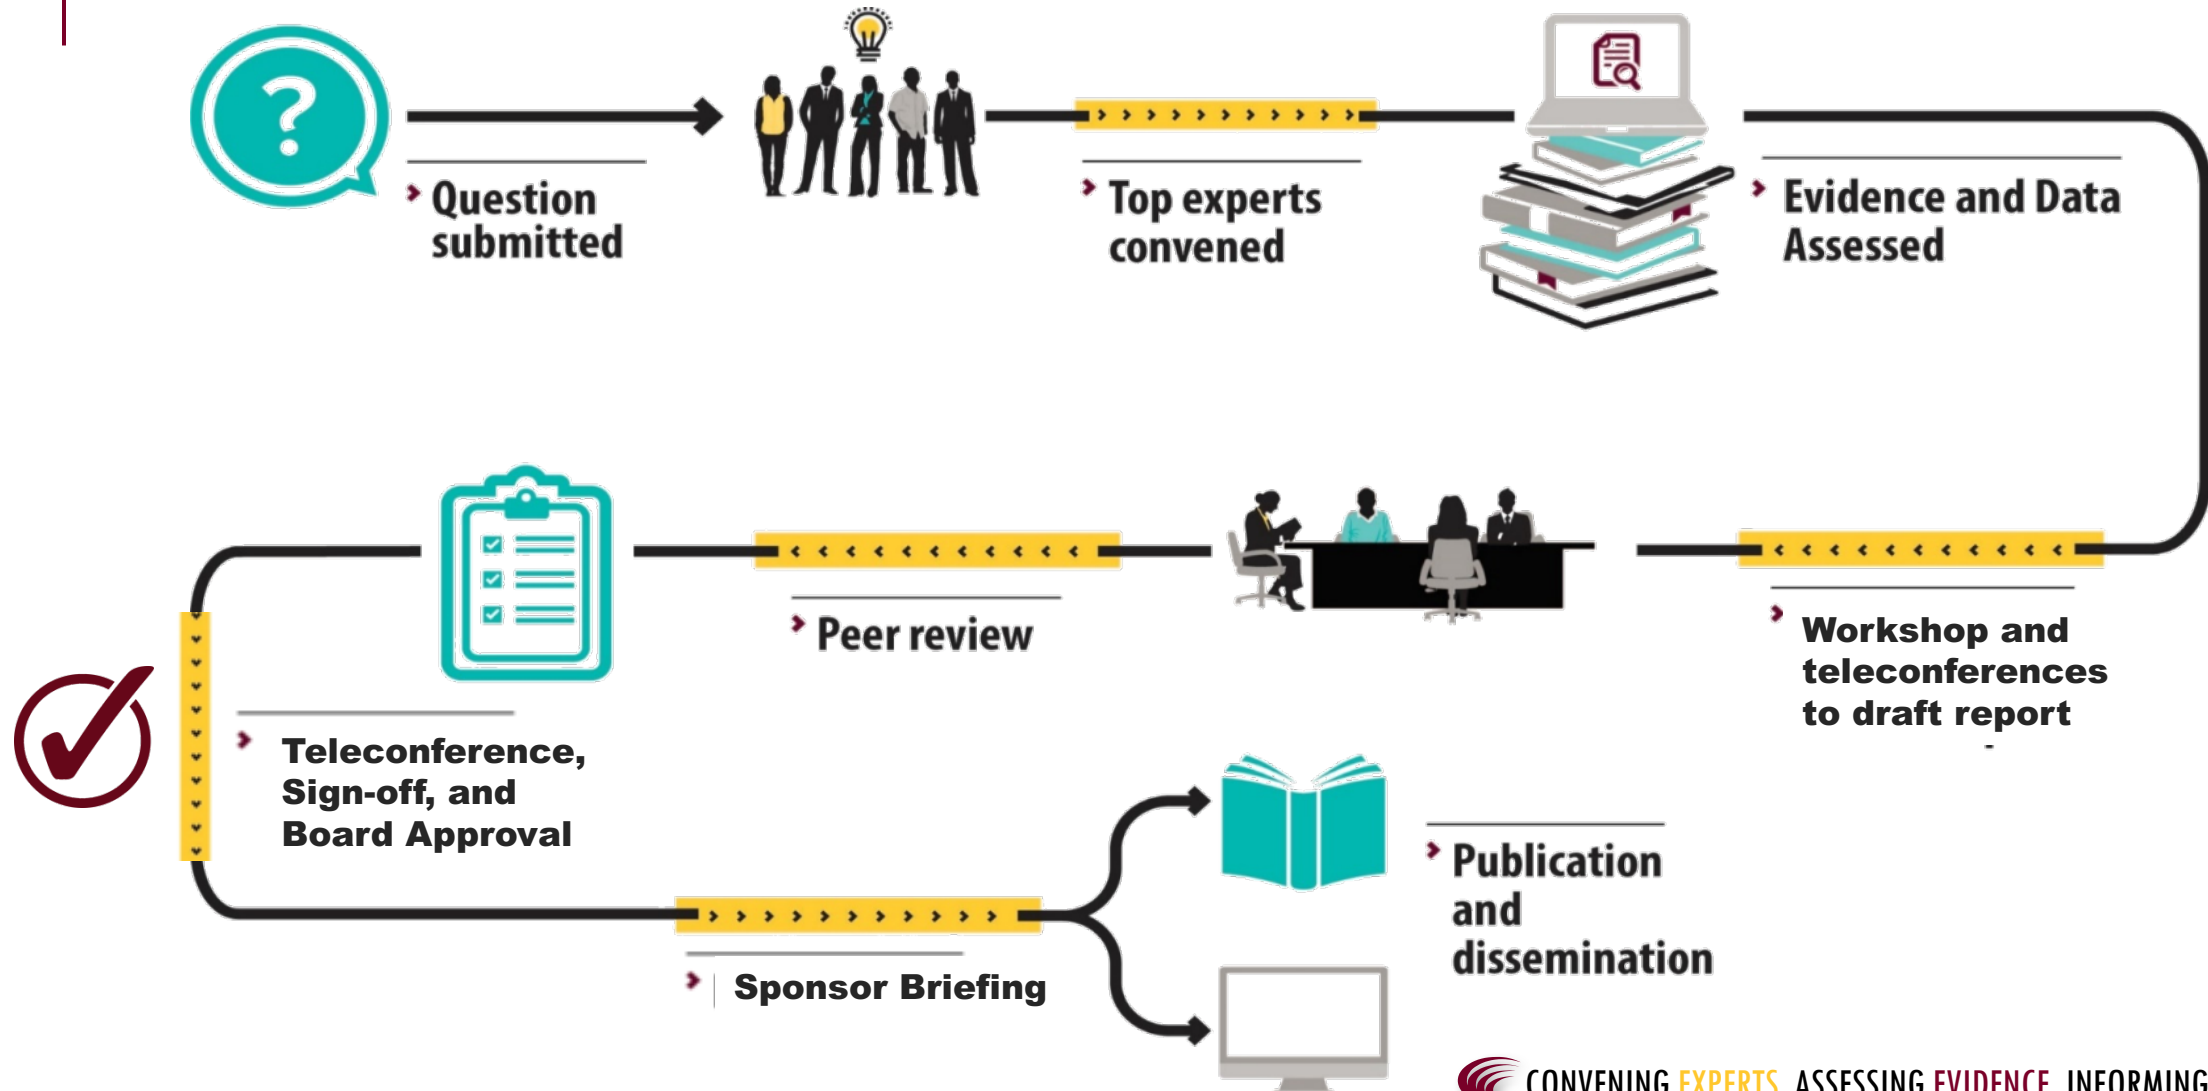 ?
Question
submitted
Top experts
convened
Evidence and Data
Assessed
Workshop and
teleconferences
to draft report
Peer review
Teleconference,
Sign-off, and
Board Approval
Sponsor Briefing
Publication
and
dissemination
CONVENING EXPERTS. ASSESSING EVIDENCE. INFORMING